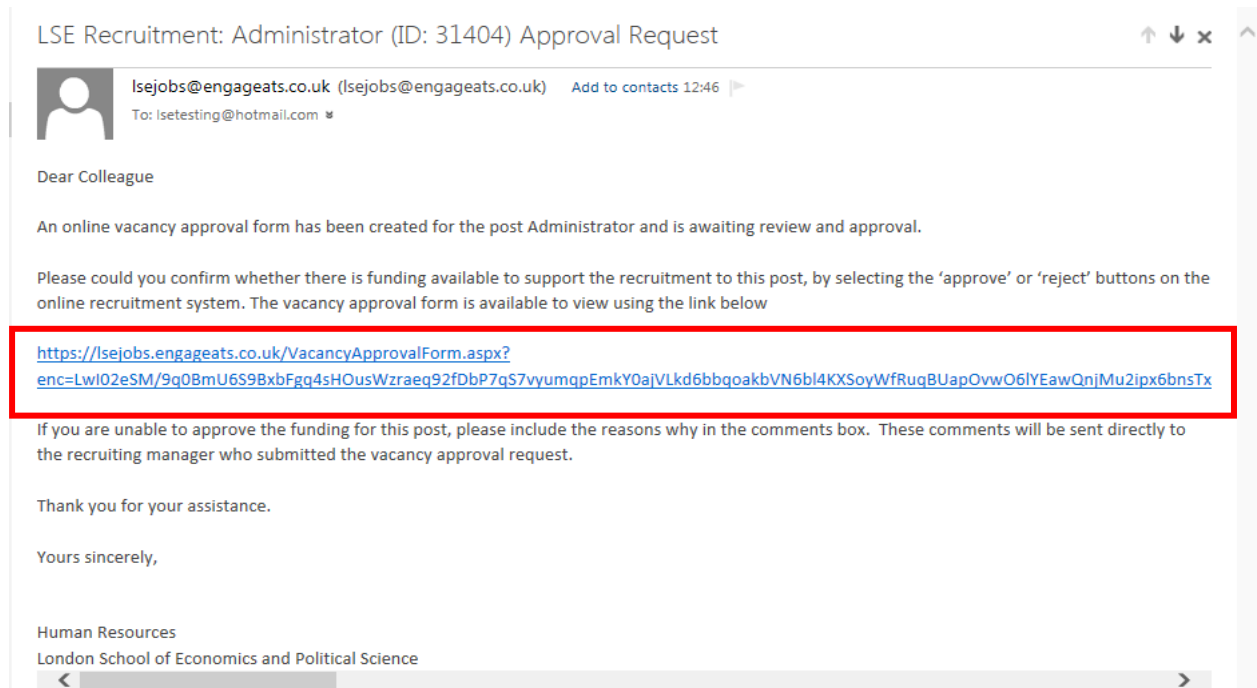 LSE Recruitment: Administrator (ID: 31404) Approval Request
lsejobs@engageats.co.uk (lsejobs@engageats.co.uk) Add to contacts 12:46
To: lsetesting@hotmail.com
Dear Colleague
An online vacancy approval form has been created for the post Administrator and is awaiting review and approval.
Please could you confirm whether there is funding available to support the recruitment to this post, by selecting the ‘approve’ or ‘reject’ buttons on the
online recruitment system. The vacancy approval form is available to view using the link below
https://lsejobs.engageats.co.uk/VacancyApprovalForm.aspx?
enc=LwI02eSM/9q0BmU6S9BxbFgq4sHOusWzraeq92fDbP7qS7vyumqpEmkY0ajVLkd6bbqoakbVN6bl4KXSoyWfRuqBUapOvwO6lYEawQnjMu2ipx6bnsTx
If you are unable to approve the funding for this post, please include the reasons why in the comments box.  These comments will be sent directly to
the recruiting manager who submitted the vacancy approval request.
Thank you for your assistance.
Yours sincerely,
Human Resources
London School of Economics and Political Science